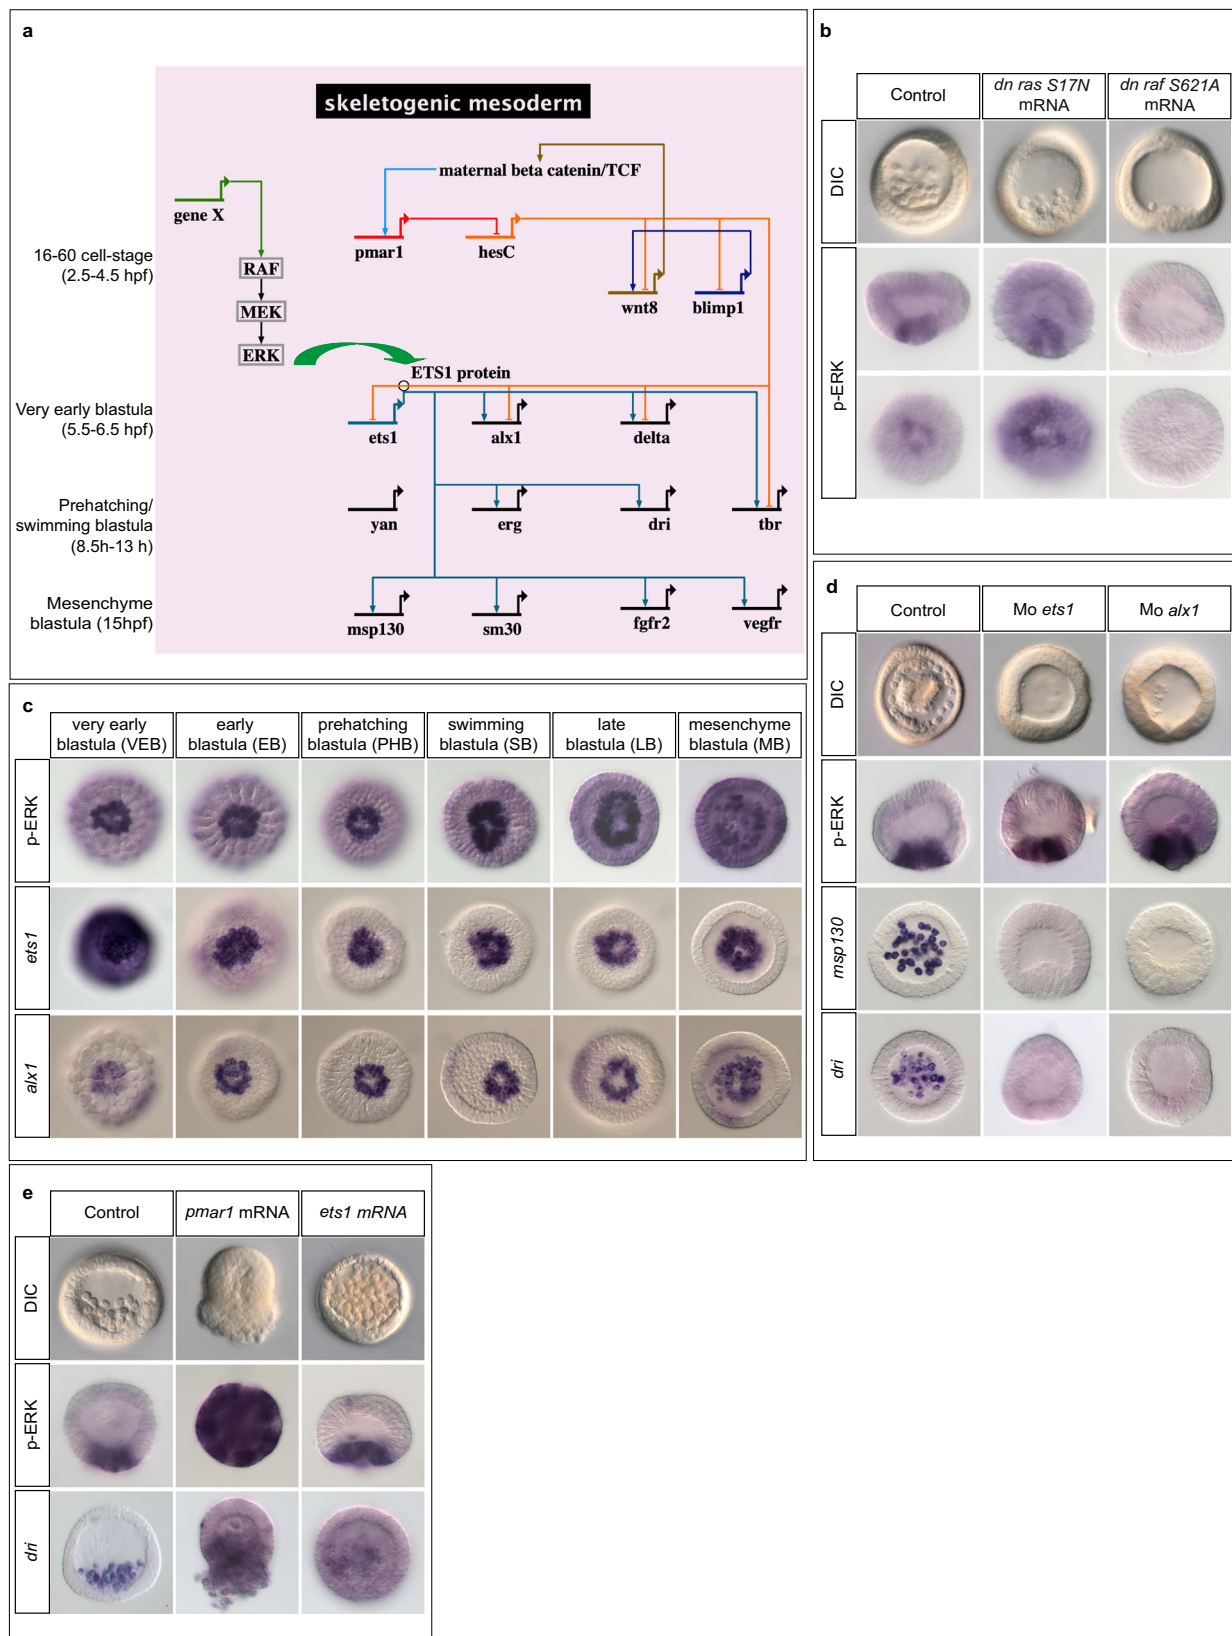 a
skeletogenic mesoderm
maternal beta catenin/TCF
gene X
pmar1
hesC
16-60 cell-stage
(2.5-4.5 hpf)
RAF
MEK
ERK
wnt8
blimp1
ETS1 protein
Very early blastula
(5.5-6.5 hpf)
ets1
alx1
delta
Prehatching/
swimming blastula
(8.5h-13 h)
yan
erg
dri
tbr
Mesenchyme
blastula (15hpf)
msp130
sm30
fgfr2
vegfr
b
Control
dn ras S17N
mRNA
dn raf S621A
mRNA
DIC
p-ERK
c
very early
blastula (VEB)
early
blastula (EB)
prehatching
blastula (PHB)
swimming
blastula (SB)
late
blastula (LB)
mesenchyme
blastula (MB)
p-ERK
ets1
alx1
d
Control
Mo ets1
Mo alx1
DIC
p-ERK
msp130
dri
e
Control
pmar1 mRNA
ets1 mRNA
DIC
p-ERK
dri